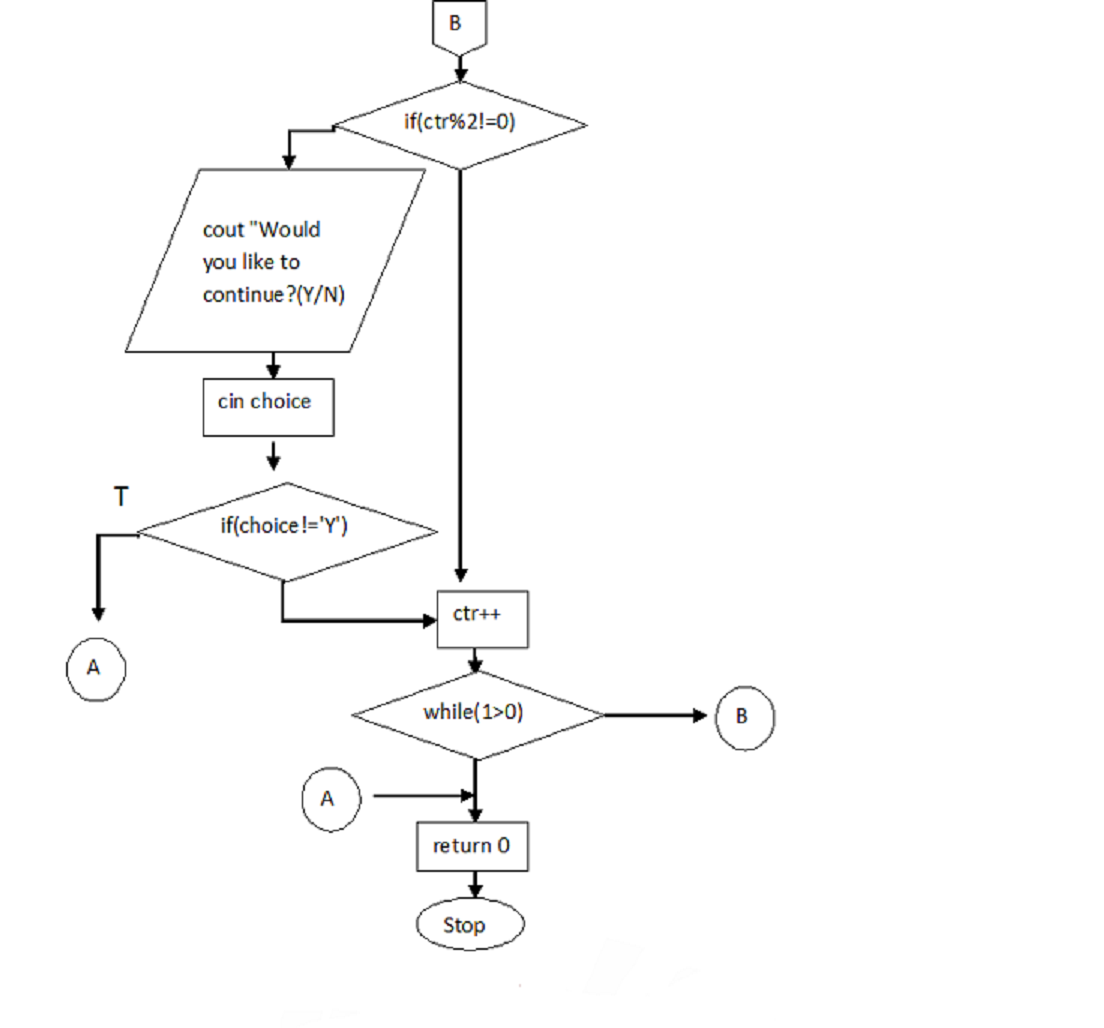 B
if(ctr%2!=0)
cout "Would
you like to
continue?(Y/N)
cin choice
T
if(choice!='Y')
ctr++
A
while(1>0)
B
A
return 0
Stop